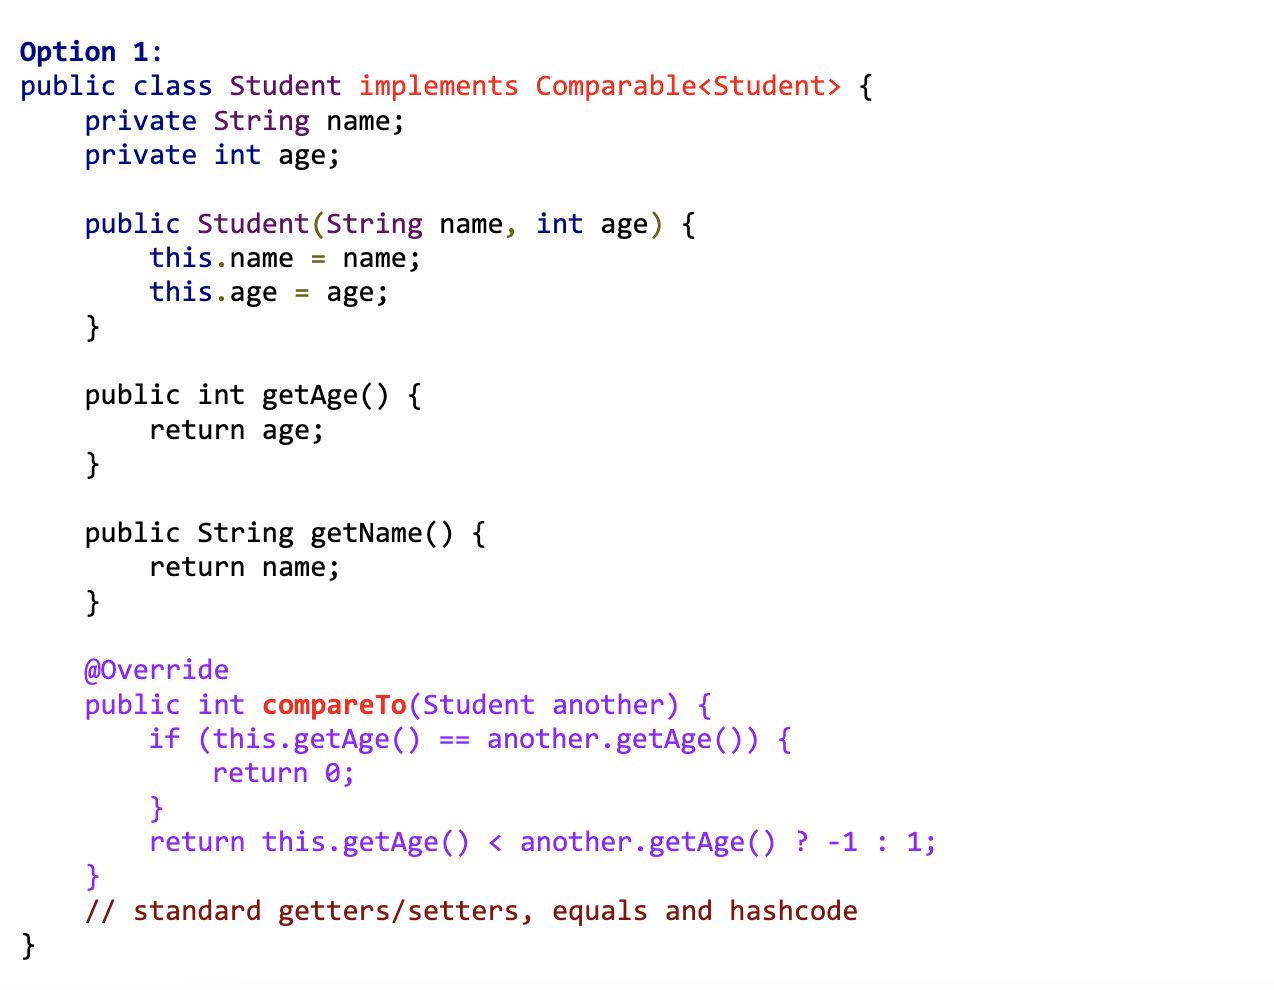 Option 1:
public class Student implements Comparable<Student> {
    private String name;
    private int age;

    public Student(String name, int age) {
        this.name = name;
        this.age = age;
    }

    public int getAge() {
        return age;
    }

    public String getName() {
        return name;
    }

    @Override
    public int compareTo(Student another) {
        if (this.getAge() == another.getAge()) {
            return 0;
        }
        return this.getAge() < another.getAge() ? -1 : 1;
    }
    // standard getters/setters, equals and hashcode
}